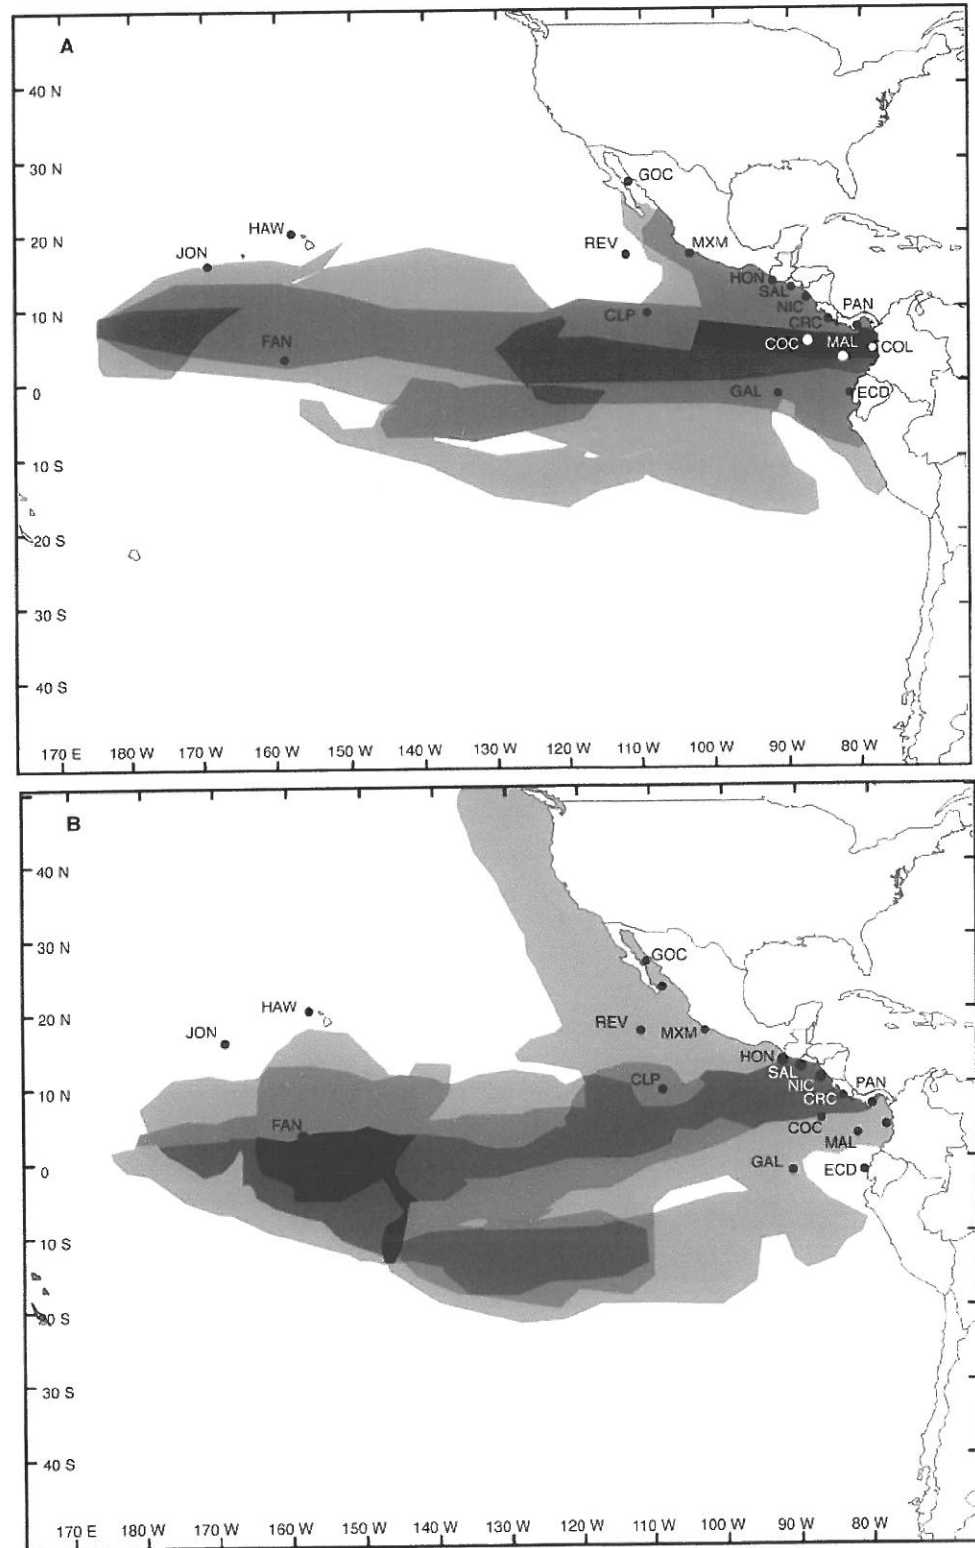 A
40 N
30 N
GOC
20 N
HAW
REV
MXM
JON
HON
SAL
NIC
PAN
10 N
CLP
CRC
FAN
COC
MAL
COL
0
GAL
ECD
10 S
20 S
30 S
40 S
170 E 180 W 170 W 160 W 150 W 140 W 130 W 120 W 110 W 100 W 90 W 80 W
B
40 N
30 N
GOC
20 N
HAW
REV
MXM
JON
HON
SAL
NIC
PAN
10 N
CLP
CRC
FAN
COC
MAL
0
GAL
ECD
10 S
20 S
30 S
40 S
170 E 180 W 170 W 160 W 150 W 140 W 130 W 120 W 110 W 100 W 90 W 80 W